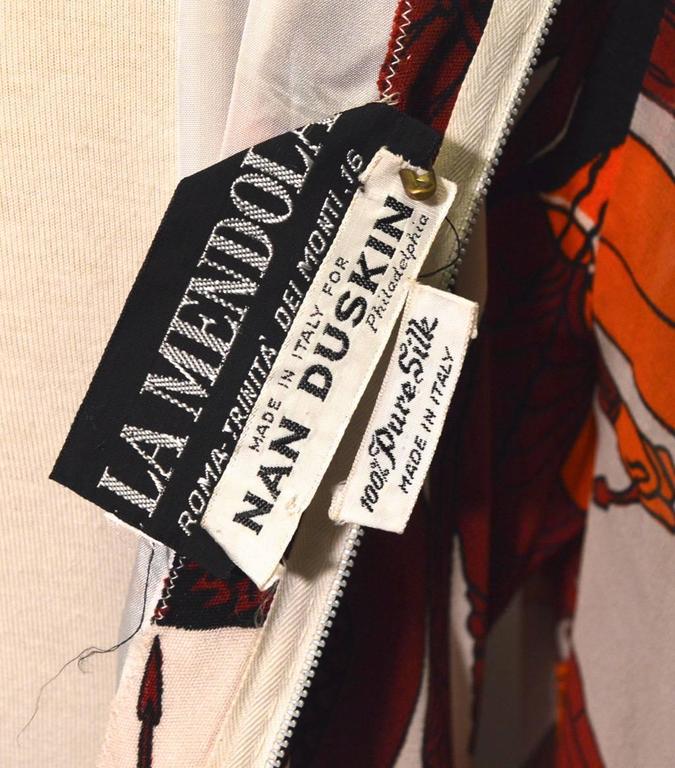 LA MENDOLA
ROMA-TRINITA' DEI MONTI-16
MADE IN ITALY FOR
NAN DUSKIN
Philadelphia
100% Pure Silk
MADE IN ITALY